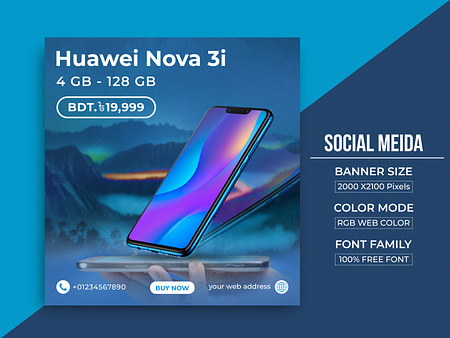 Huawei Nova 3i
4 GB - 128 GB
BDT.৳19,999
+01234567890
BUY NOW
your web address
SOCIAL MEIDA
BANNER SIZE
2000 X2100 Pixels
COLOR MODE
RGB WEB COLOR
FONT FAMILY
100% FREE FONT